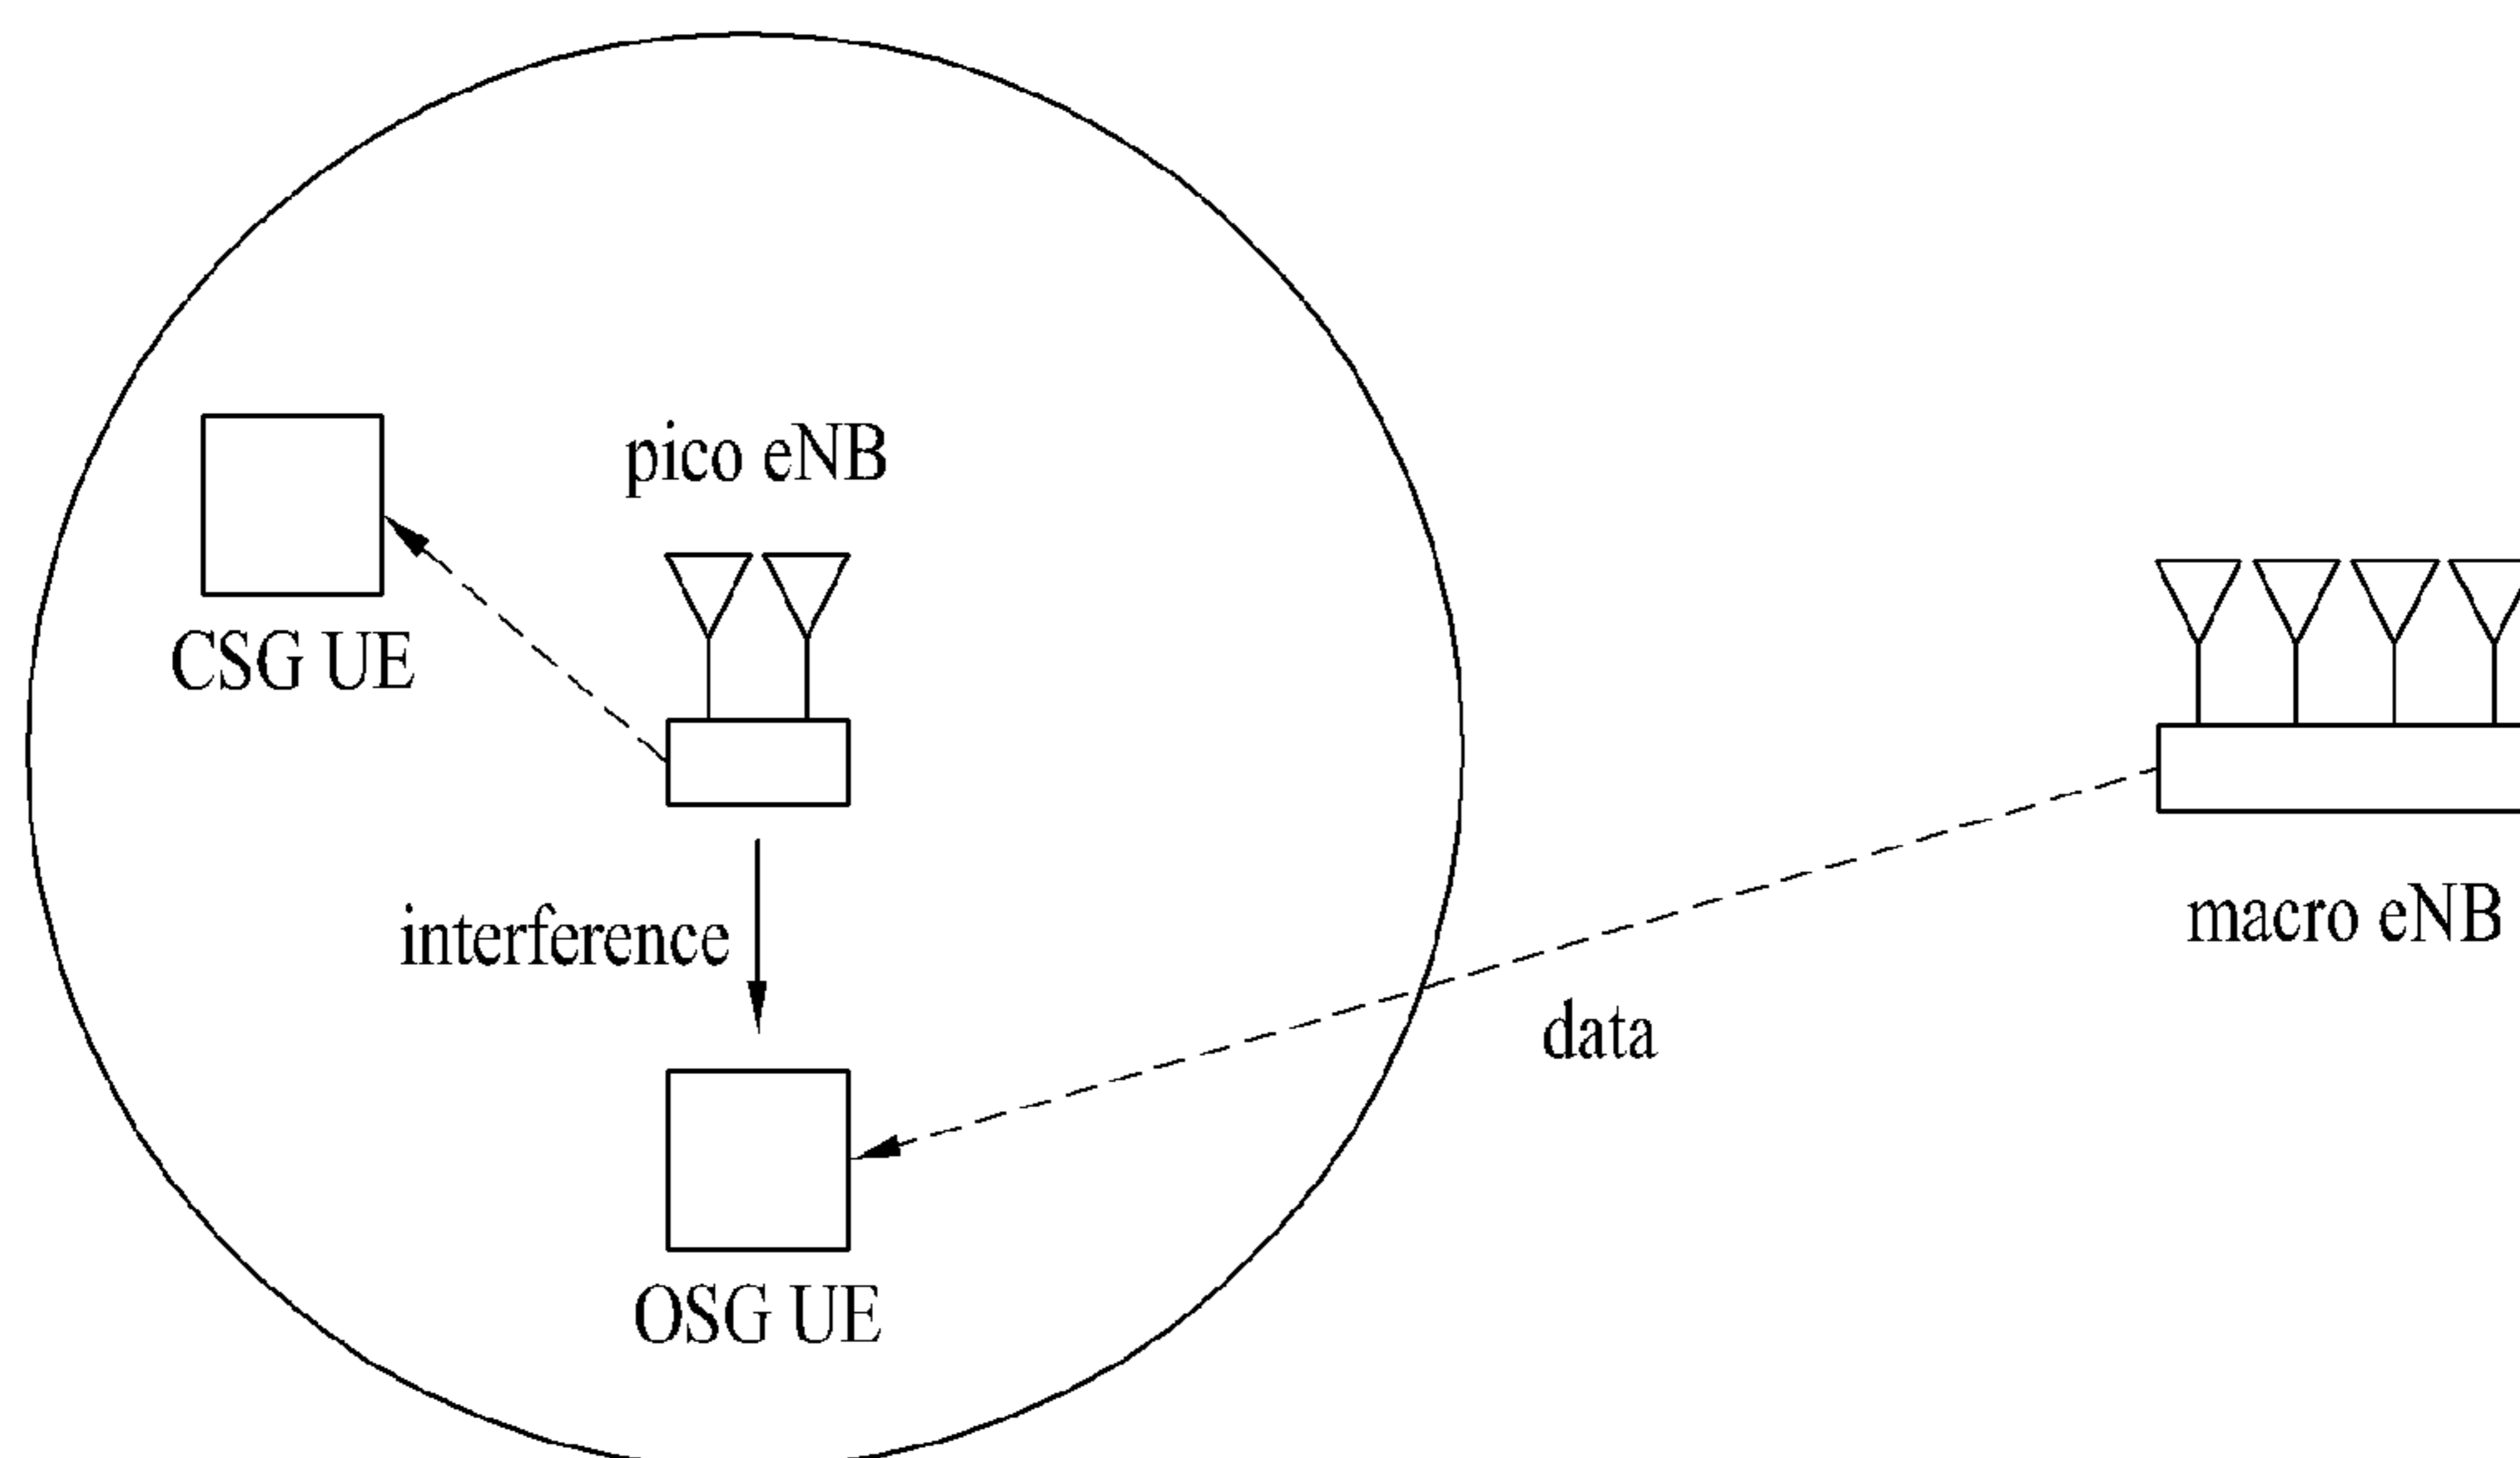 pico eNB
CSG UE
macro eNB
interference
data
OSG UE